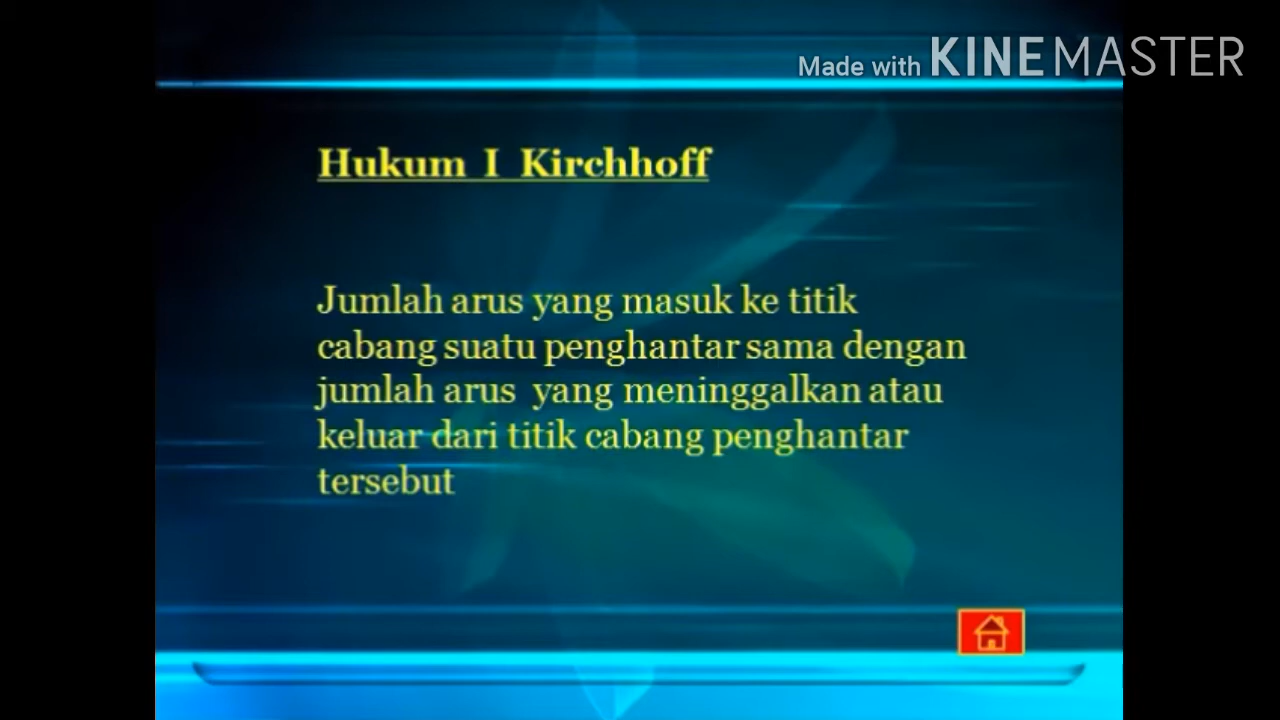 Made with KINEMASTER
Hukum I Kirchhoff
Jumlah arus yang masuk ke titik
cabang suatu penghantar sama dengan
jumlah arus yang meninggalkan atau
keluar dari titik cabang penghantar
tersebut